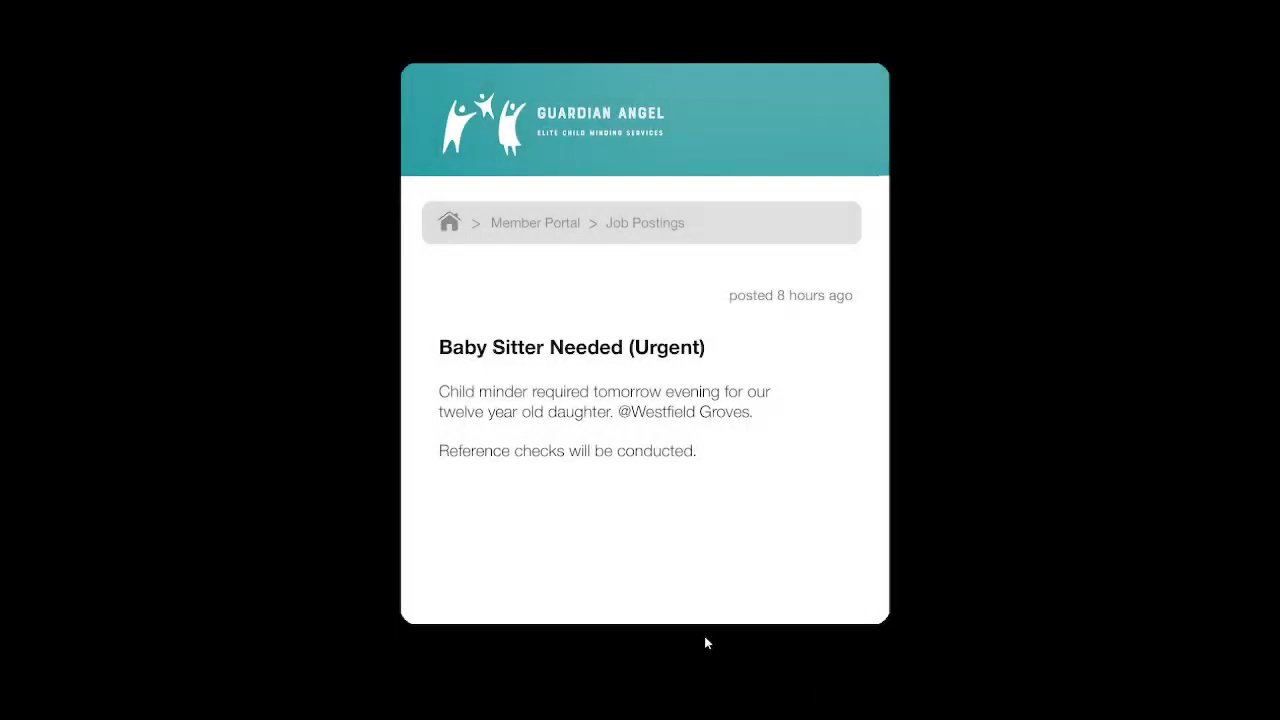 GUARDIAN ANGEL
ELITE CHILD MINDING SERVICES
> Member Portal > Job Postings
posted 8 hours ago
Baby Sitter Needed (Urgent)
Child minder required tomorrow evening for our
twelve year old daughter. @Westfield Groves.
Reference checks will be conducted.